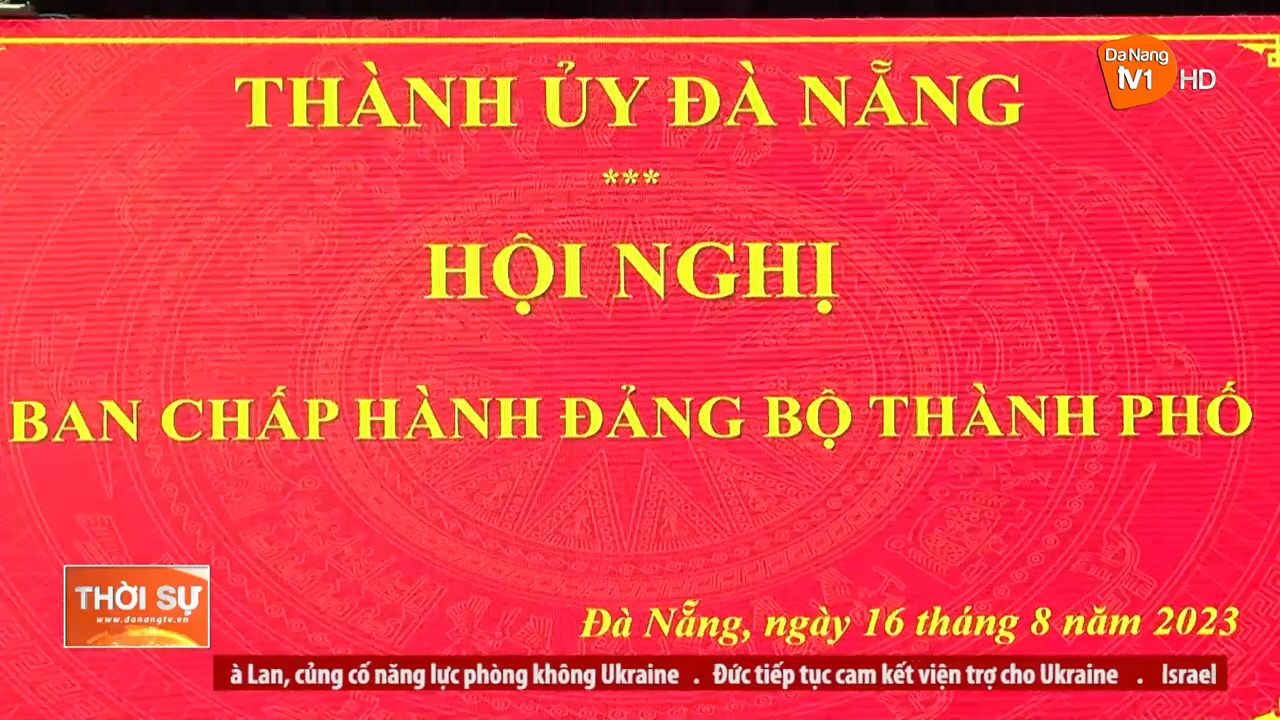 Da Nang
TV1 HD
THÀNH ỦY ĐÀ NẴNG
***
HỘI NGHỊ
BAN CHẤP HÀNH ĐẢNG BỘ THÀNH PHỐ
THỜI SỰ
www.danangtv.vn
Đà Nẵng, ngày 16 tháng 8 năm 2023
à Lan, củng cố năng lực phòng không Ukraine . Đức tiếp tục cam kết viện trợ cho Ukraine . Israel